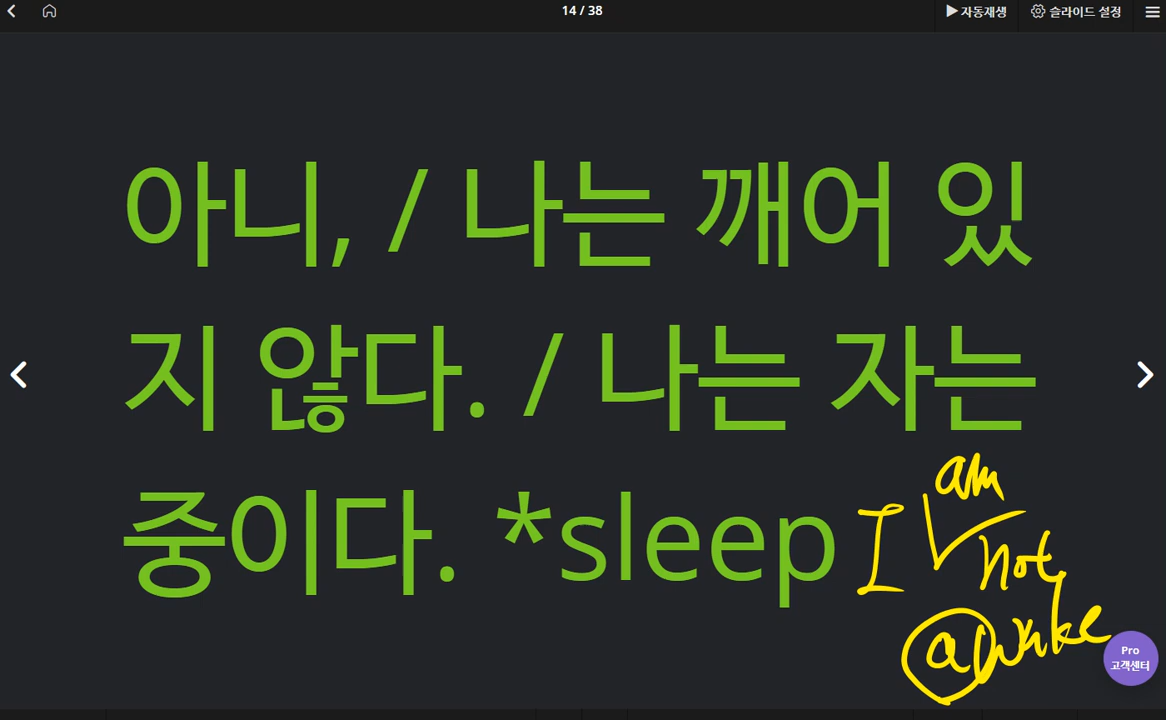 14 / 38
자동재생
슬라이드 설정
아니, / 나는 깨어 있
지 않다. / 나는 자는
중이다. *sleep
am
I not
awake
Pro
고객센터